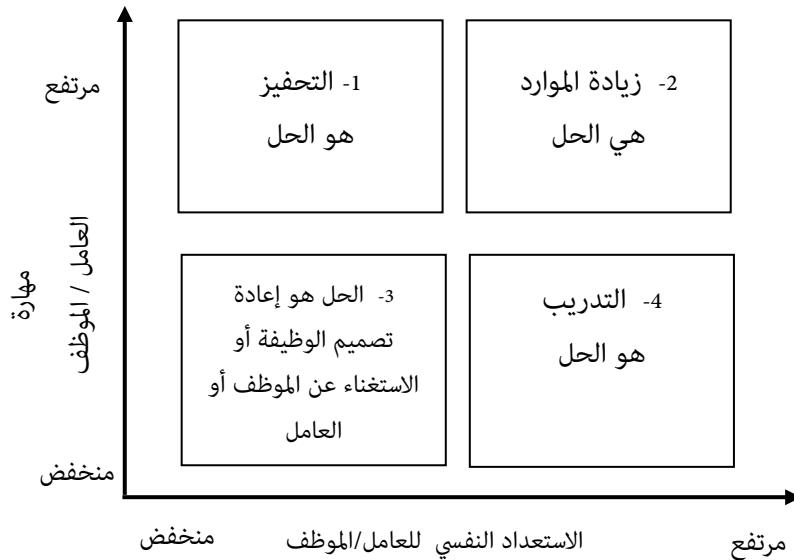 مرتفع
1- التحفيز
هو الحل
2- زيادة الموارد
هي الحل
مهارة
العامل / الموظف
3- الحل هو إعادة
تصميم الوظيفة أو
الاستغناء عن الموظف أو
العامل
4- التدريب
هو الحل
منخفض
منخفض
الاستعداد النفسي للعامل/الموظف
مرتفع